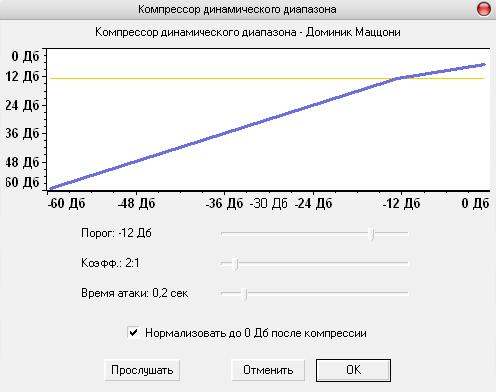 Компрессор динамического диапазона
Компрессор динамического диапазона - Доминик Маццони
0 Дб
12 Дб
24 Дб
36 Дб
48 Дб
60 Дб
-60 Дб -48 Дб -36 Дб -30 Дб -24 Дб -12 Дб 0 Дб
Порог: -12 Дб
Коэфф.: 2:1
Время атаки: 0,2 сек
Нормализовать до 0 Дб после компрессии
Прослушать Отменить OK